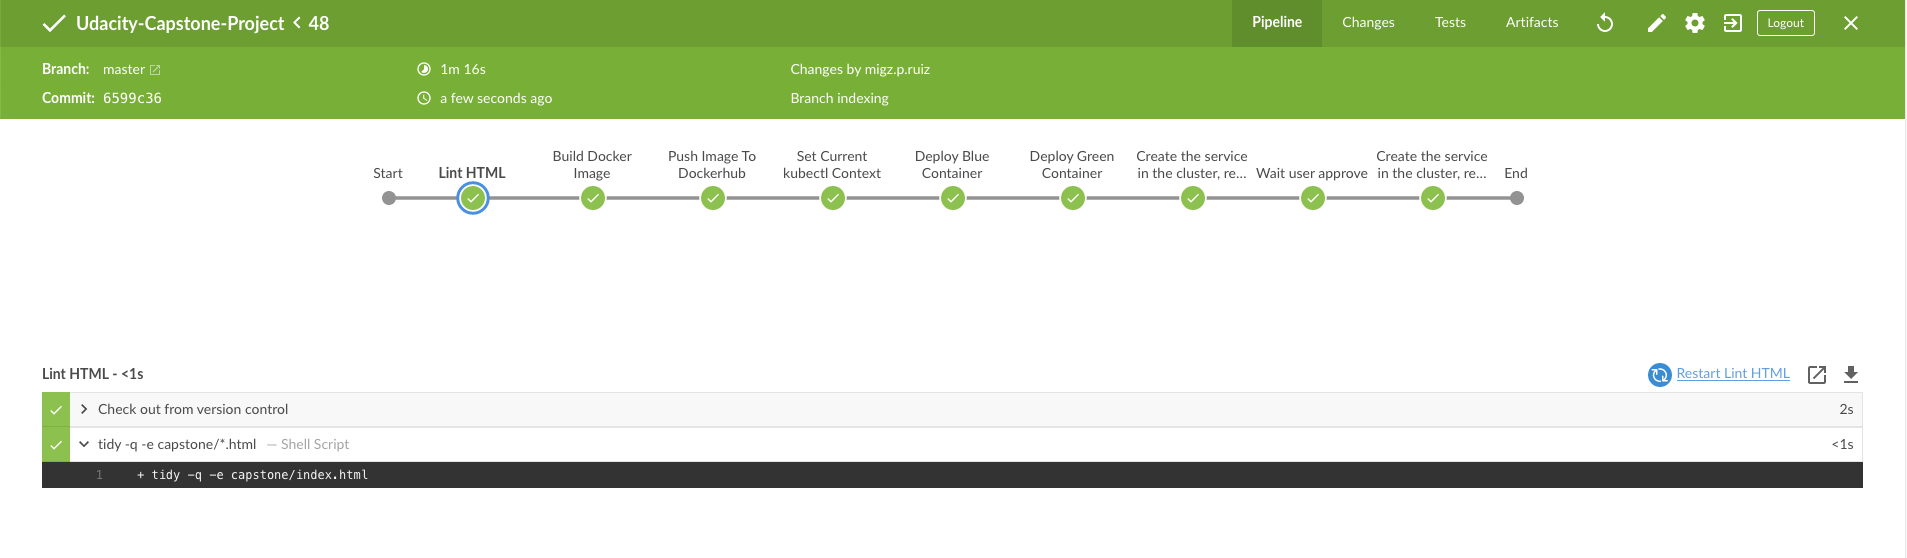 Udacity-Capstone-Project < 48
Pipeline
Changes
Tests
Artifacts
Logout
Branch: master
1m 16s
Changes by migz.p.ruiz
Commit: 6599c36
a few seconds ago
Branch indexing
Start
Lint HTML
Build Docker
Image
Push Image To
Dockerhub
Set Current
kubectl Context
Deploy Blue
Container
Deploy Green
Container
Create the service
in the cluster, re...
Wait user approve
Create the service
in the cluster, re...
End
Lint HTML - <1s
Restart Lint HTML
Check out from version control
2s
tidy -q -e capstone/*.html — Shell Script
<1s
1 + tidy -q -e capstone/index.html